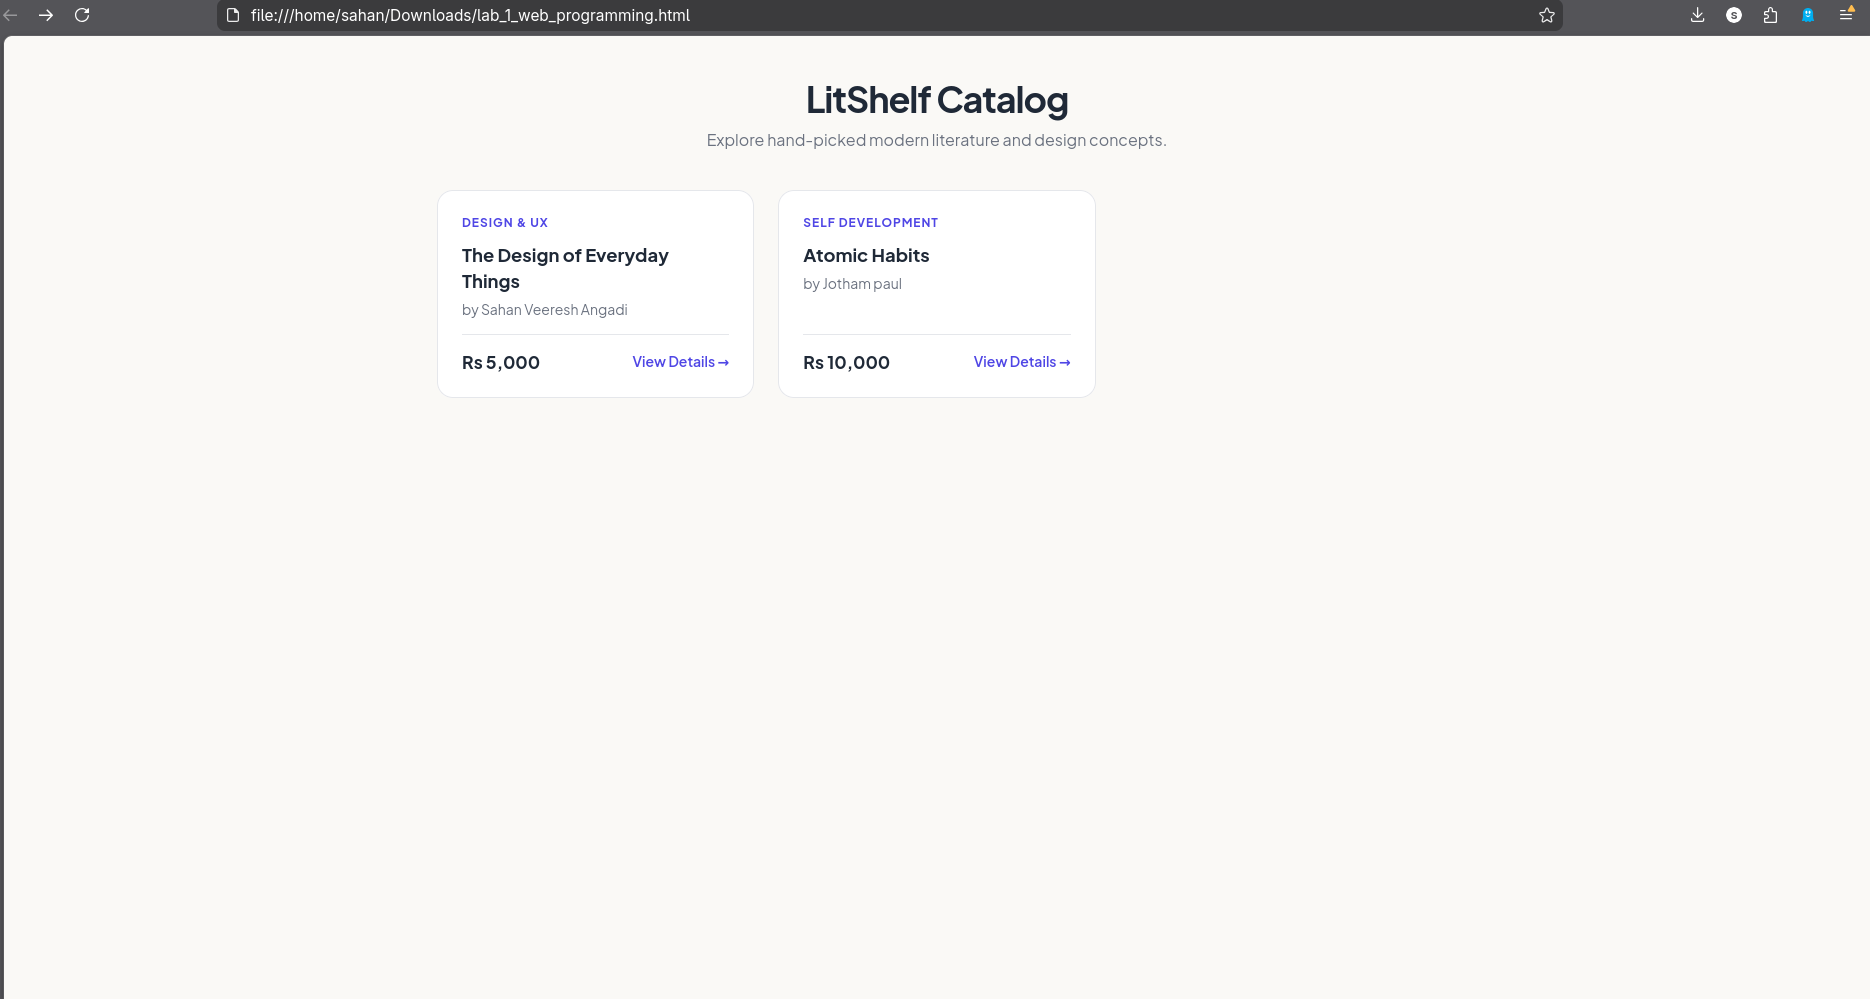 file:///home/sahan/Downloads/lab_1_web_programming.html
S
LitShelf Catalog
Explore hand-picked modern literature and design concepts.
DESIGN & UX
The Design of Everyday
Things
by Sahan Veeresh Angadi
Rs 5,000
View Details →
SELF DEVELOPMENT
Atomic Habits
by Jotham paul
Rs 10,000
View Details →